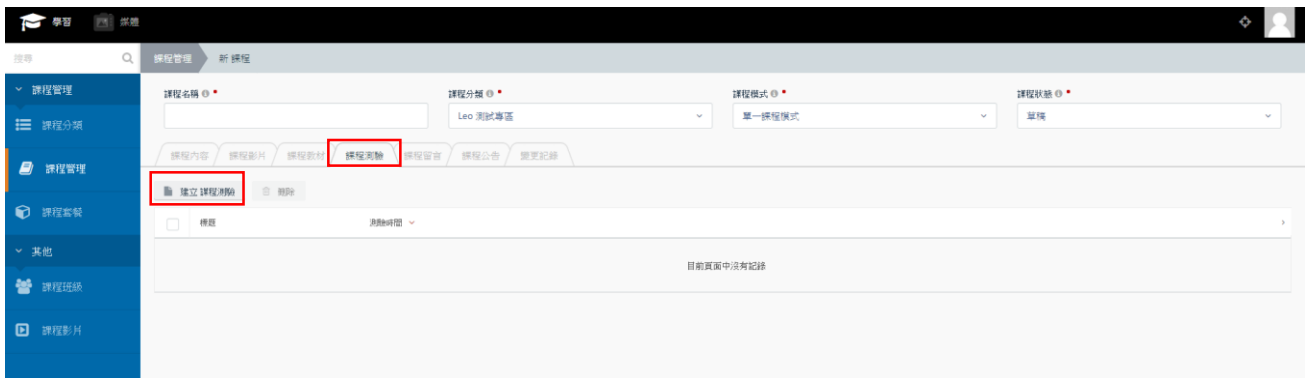 學習 媒體
搜尋 課程管理 新 課程
課程管理
課程分類
課程管理
課程套餐
其他
課程班級
課程影片
課程名稱 課程分類 課程模式 課程狀態
Leo 測試專區 單一課程模式 草稿
課程內容 課程影片 課程教材 課程測驗 課程留言 課程公告 變更記錄
建立 課程測驗 刪除
標題 測驗時間
目前頁面中沒有記錄